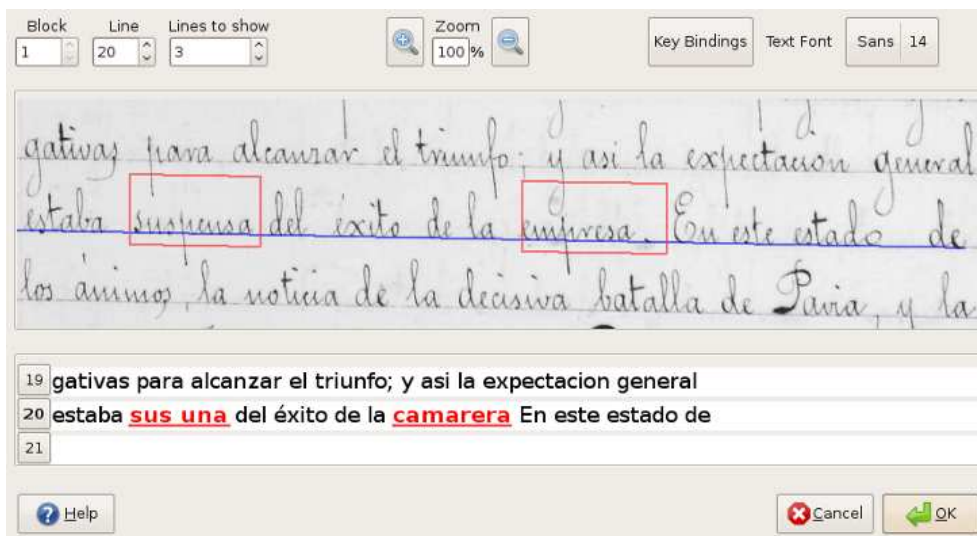 Block Line Lines to show Zoom
1 20 3 100 % Key Bindings Text Font Sans 14
gativas para alcanzar el triunfo; y asi la expectacion general
estaba suspensa del éxito de la empresa. En este estado de
los ánimos, la noticia de la decisiva batalla de Pavia, y la
19 gativas para alcanzar el triunfo; y asi la expectacion general
20 estaba sus una del éxito de la camarera En este estado de
21
Help Cancel OK